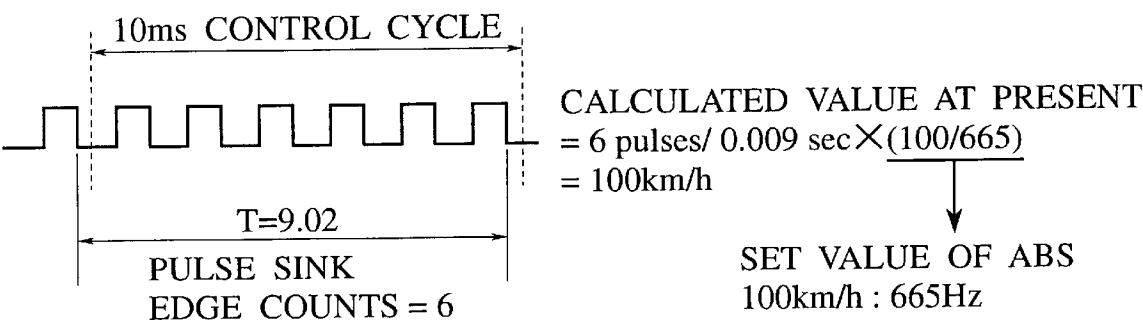 10ms CONTROL CYCLE
CALCULATED VALUE AT PRESENT
= 6 pulses/ 0.009 sec×(100/665)
= 100km/h
T=9.02
PULSE SINK
EDGE COUNTS = 6
SET VALUE OF ABS
100km/h : 665Hz